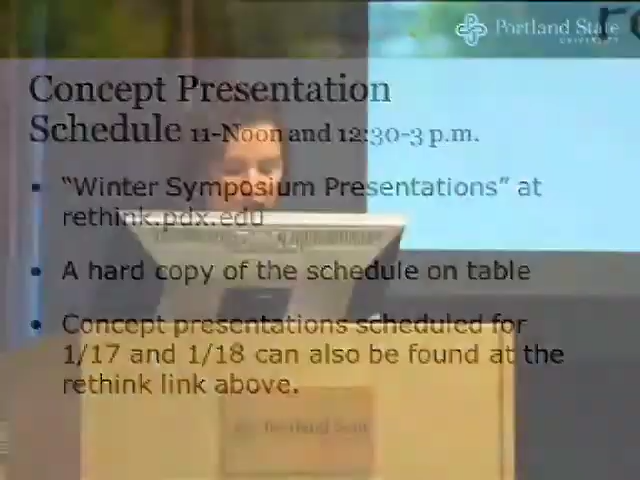 Portland State
UNIVERSITY
Concept Presentation
Schedule 11-Noon and 12:30-3 p.m.
• "Winter Symposium Presentations" at
rethink.pdx.edu
• A hard copy of the schedule on table
• Concept presentations scheduled for
1/17 and 1/18 can also be found at the
rethink link above.
Portland State